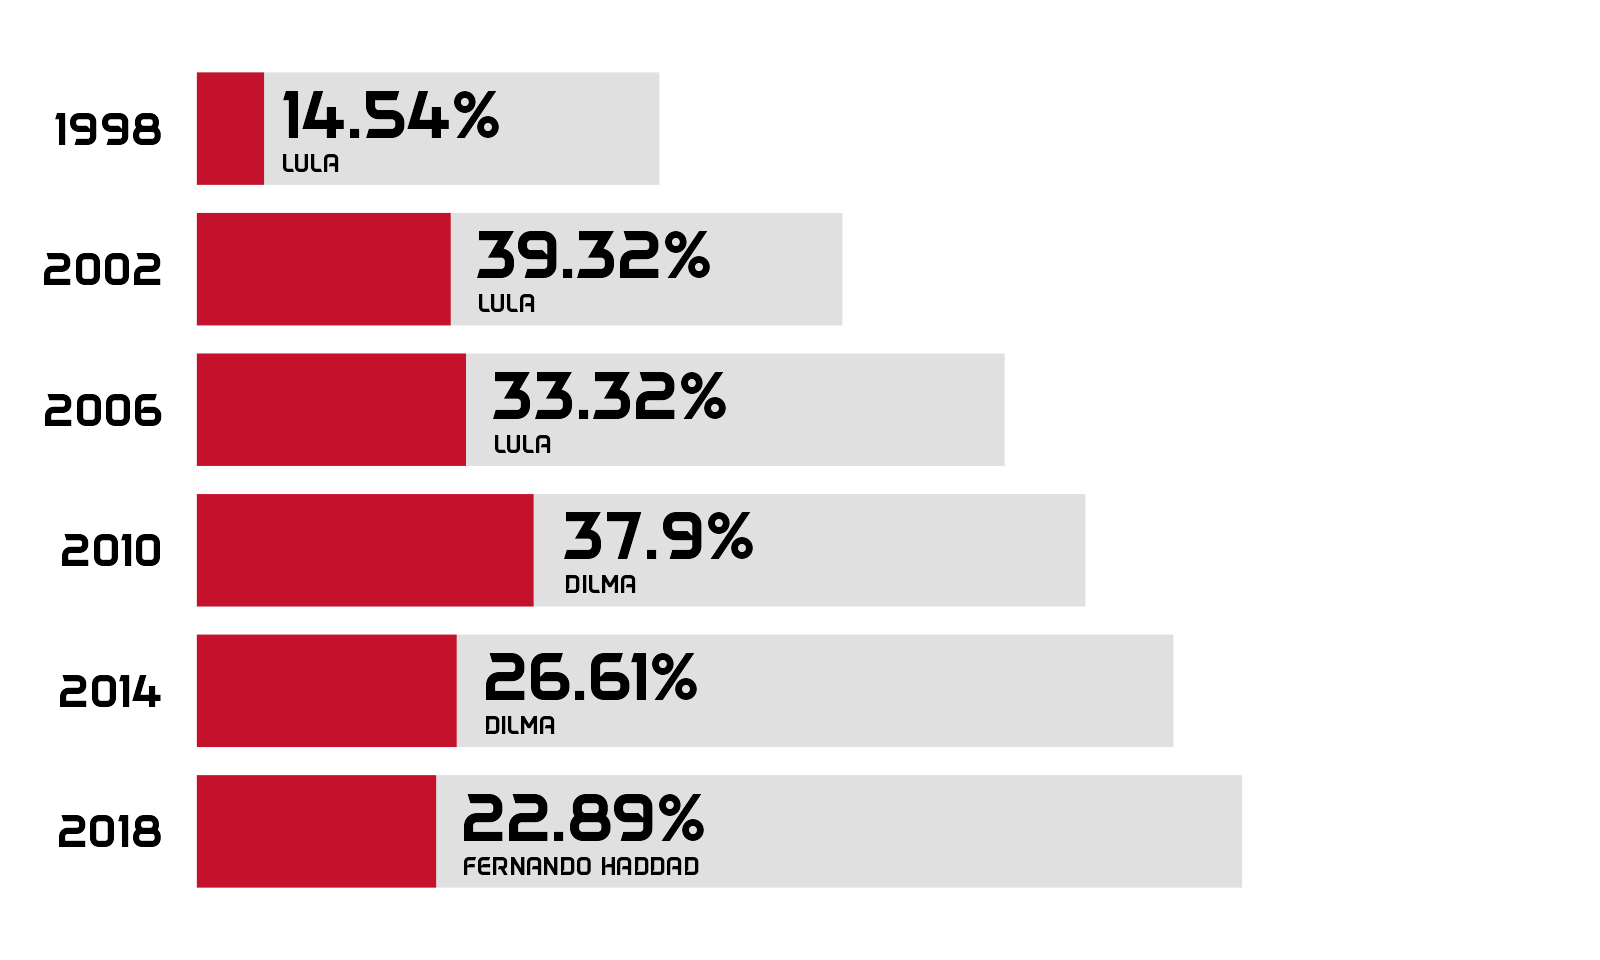 1998
14.54%
LULA
2002
39.32%
LULA
2006
33.32%
LULA
2010
37.9%
DILMA
2014
26.61%
DILMA
2018
22.89%
FERNANDO HADDAD